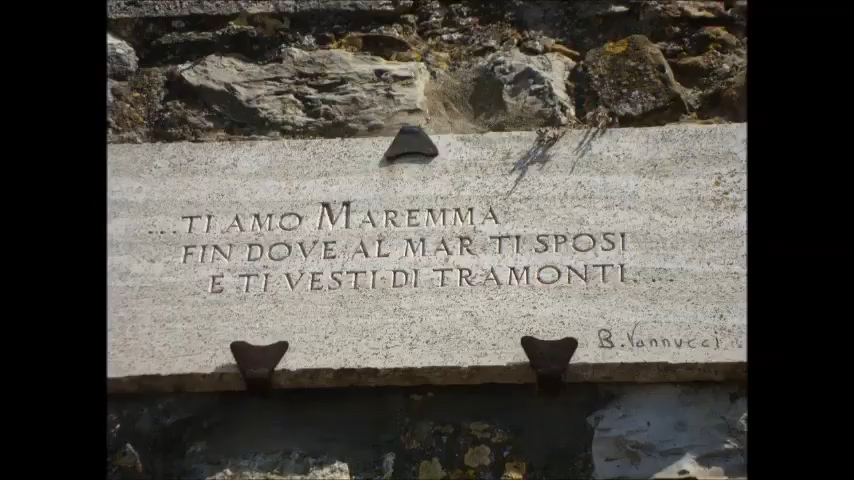 ...TI AMO MAREMMA
FIN DOVE AL MAR TI SPOSI
E TI VESTI DI TRAMONTI....
B. Vannucci